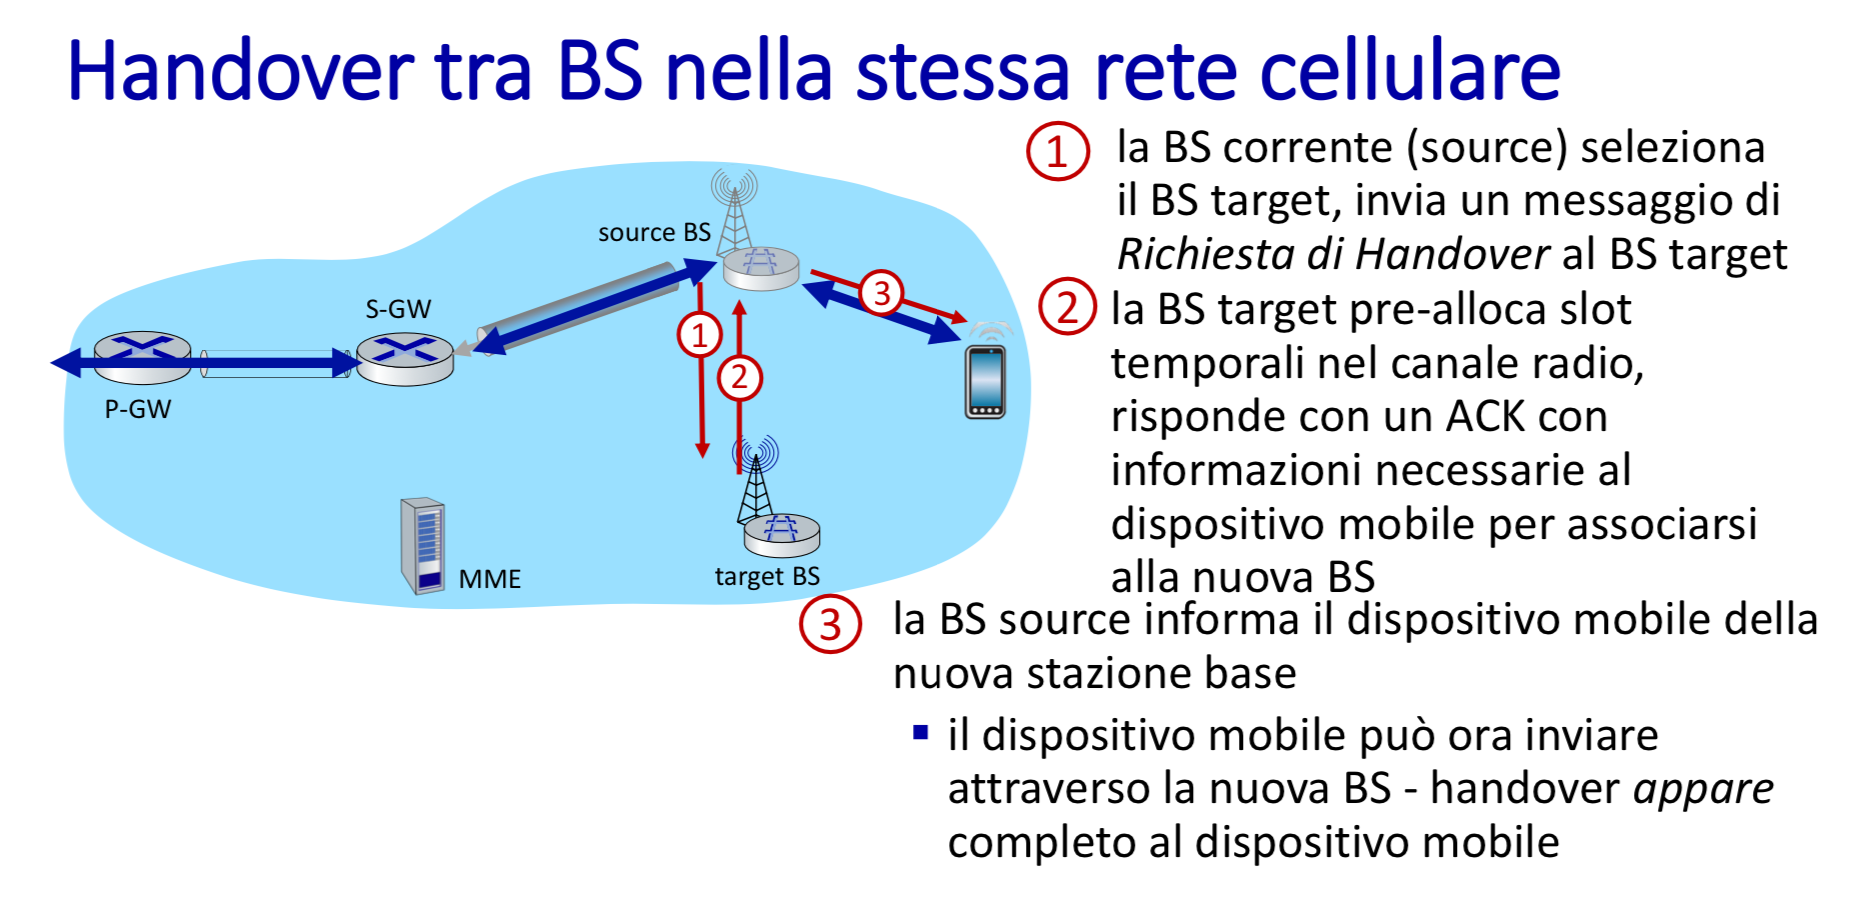 Handover tra BS nella stessa rete cellulare
source BS
S-GW
P-GW
MME
target BS
1
2
3
1 la BS corrente (source) seleziona
il BS target, invia un messaggio di
Richiesta di Handover al BS target
2 la BS target pre-alloca slot
temporali nel canale radio,
risponde con un ACK con
informazioni necessarie al
dispositivo mobile per associarsi
alla nuova BS
3 la BS source informa il dispositivo mobile della
nuova stazione base
▪ il dispositivo mobile può ora inviare
attraverso la nuova BS - handover appare
completo al dispositivo mobile